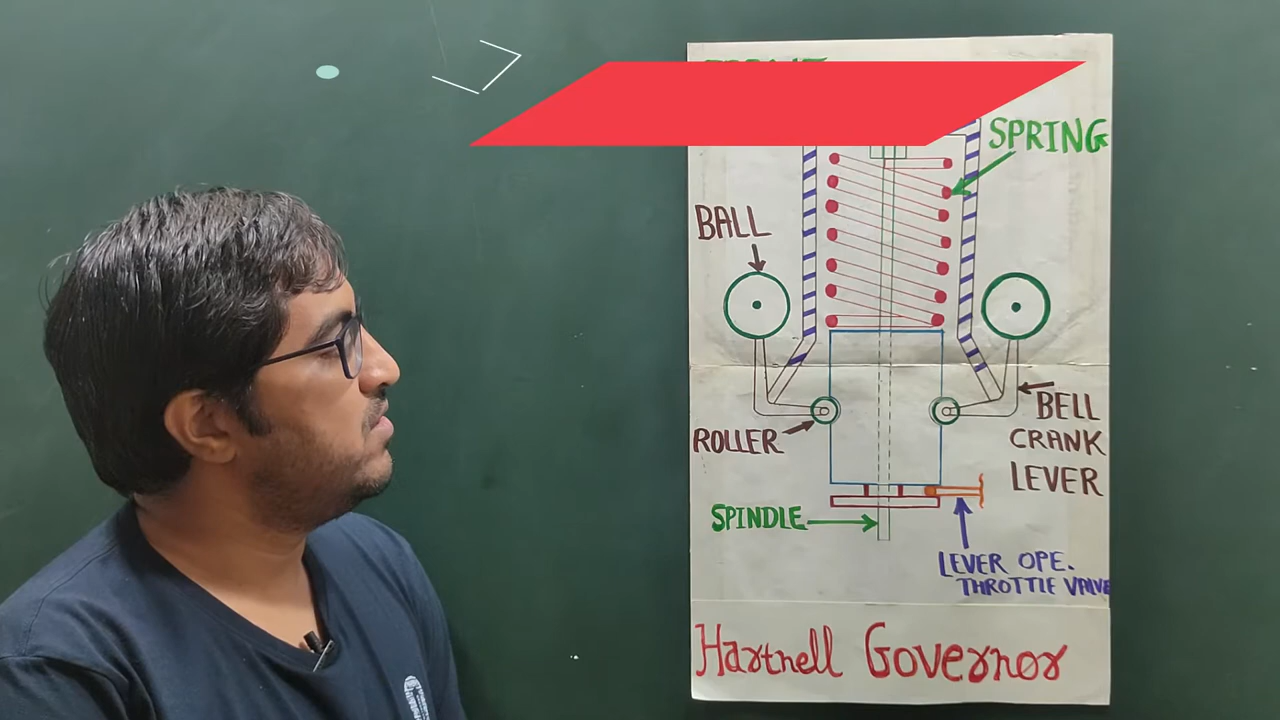 SPRING
BALL
ROLLER
BELL
CRANK
LEVER
SPINDLE
LEVER OPE.
THROTTLE VALVE
Hartnell Governor